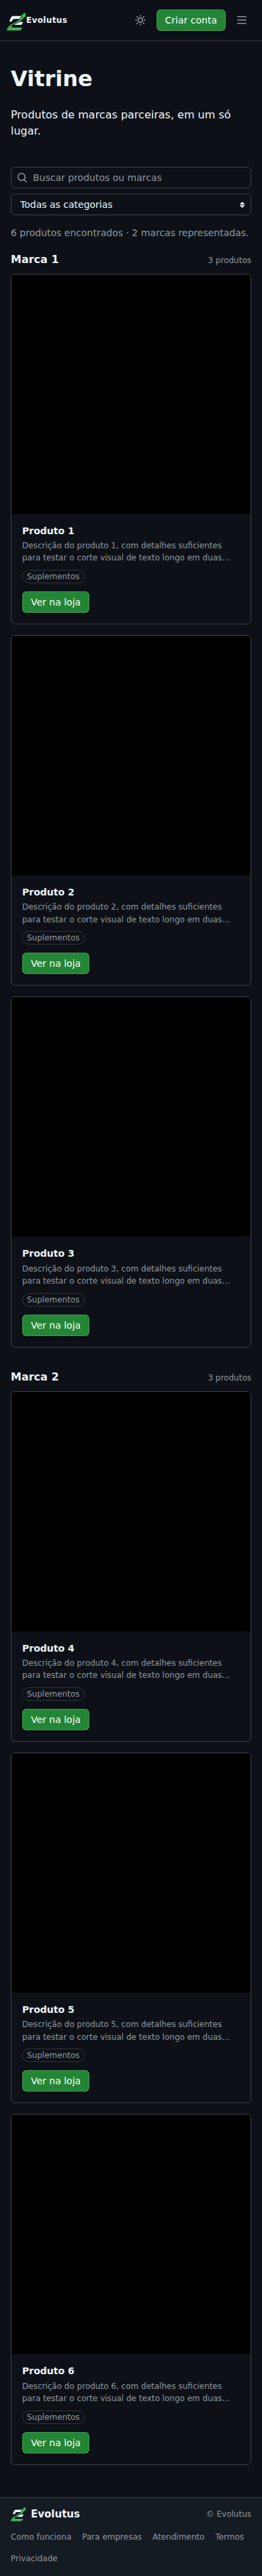 Evolutus
Criar conta
Vitrine
Produtos de marcas parceiras, em um só
lugar.
Buscar produtos ou marcas
Todas as categorias
6 produtos encontrados · 2 marcas representadas.
Marca 1
3 produtos
Produto 1
Descrição do produto 1, com detalhes suficientes
para testar o corte visual de texto longo em duas…
Suplementos
Ver na loja
Produto 2
Descrição do produto 2, com detalhes suficientes
para testar o corte visual de texto longo em duas…
Suplementos
Ver na loja
Produto 3
Descrição do produto 3, com detalhes suficientes
para testar o corte visual de texto longo em duas…
Suplementos
Ver na loja
Marca 2
3 produtos
Produto 4
Descrição do produto 4, com detalhes suficientes
para testar o corte visual de texto longo em duas…
Suplementos
Ver na loja
Produto 5
Descrição do produto 5, com detalhes suficientes
para testar o corte visual de texto longo em duas…
Suplementos
Ver na loja
Produto 6
Descrição do produto 6, com detalhes suficientes
para testar o corte visual de texto longo em duas…
Suplementos
Ver na loja
Evolutus
© Evolutus
Como funciona Para empresas Atendimento Termos
Privacidade